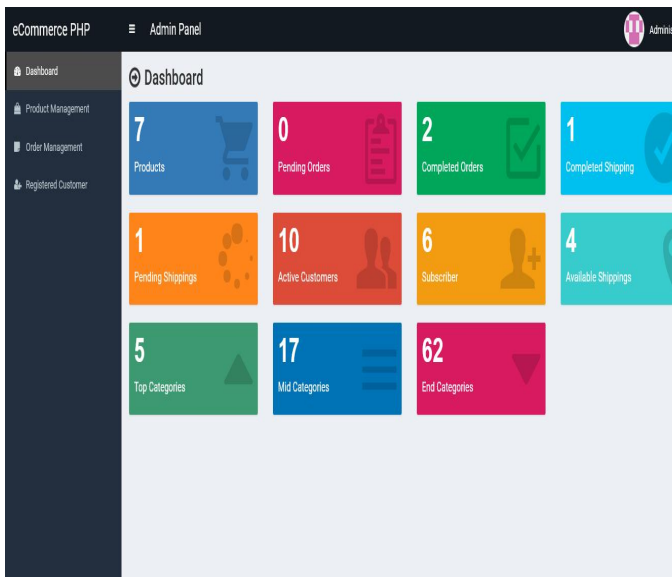 eCommerce PHP
Admin Panel
Dashboard
Product Management
Order Management
Registered Customer
Dashboard
7
Products
0
Pending Orders
2
Completed Orders
1
Completed Shipping
1
Pending Shippings
10
Active Customers
6
Subscriber
4
Available Shippings
5
Top Categories
17
Mid Categories
62
End Categories